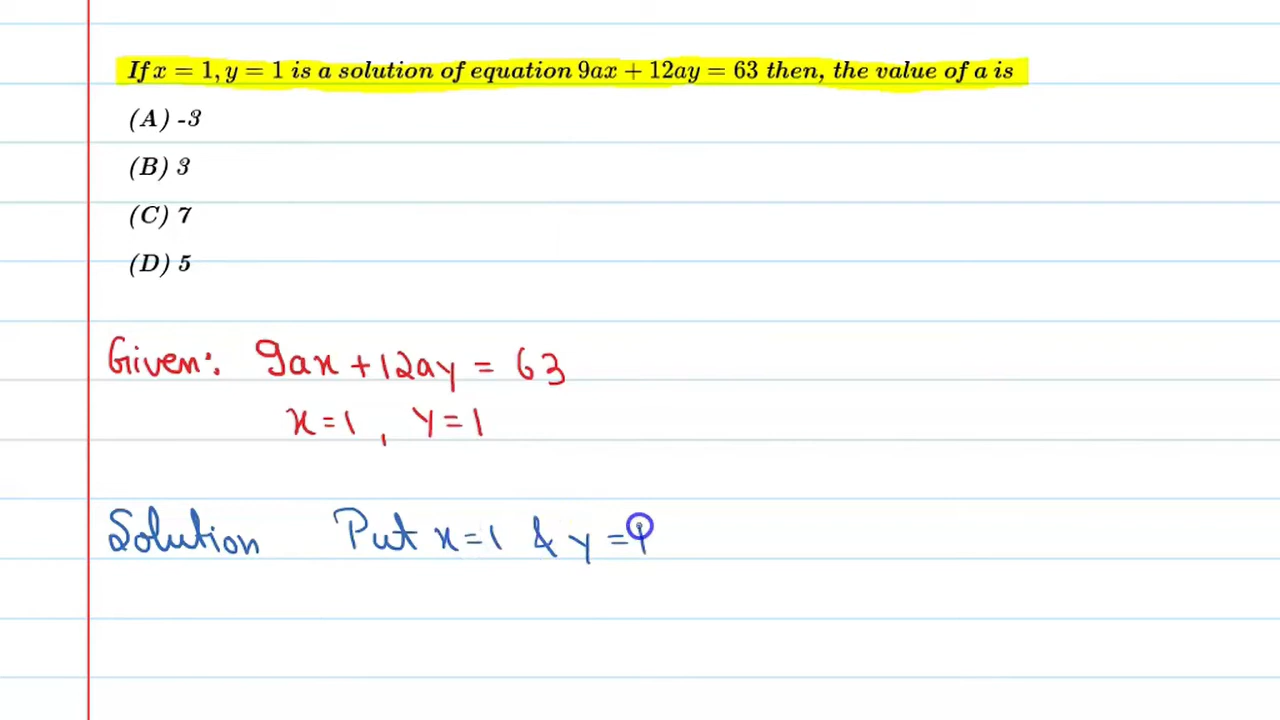 If x = 1, y = 1 is a solution of equation 9ax + 12ay = 63 then, the value of a is
(A) -3
(B) 3
(C) 7
(D) 5
Given: 9ax + 12ay = 63
x = 1 , y = 1
Solution Put x = 1 & y = 1